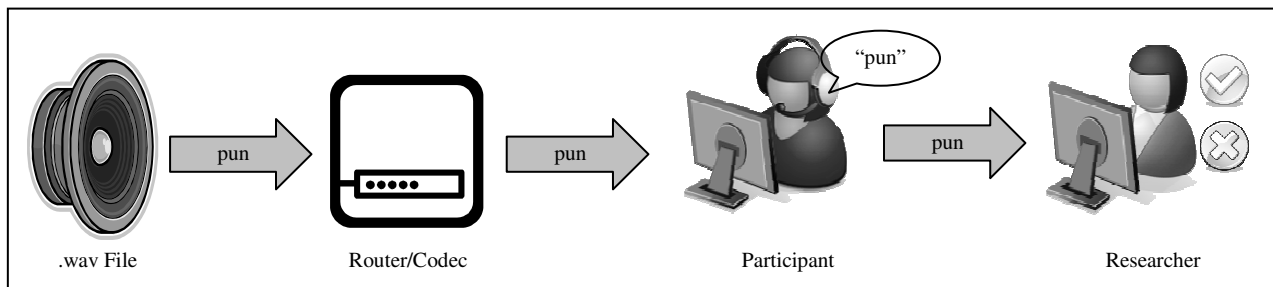 “pun”
pun
pun
pun
.wav File
Router/Codec
Participant
Researcher